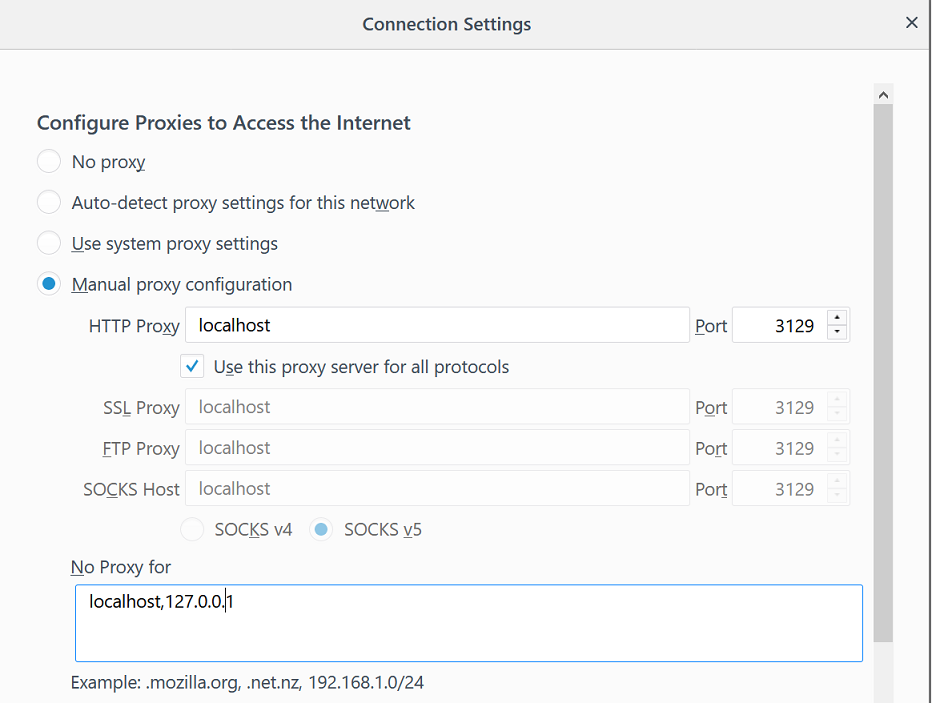 Connection Settings
Configure Proxies to Access the Internet
No proxy
Auto-detect proxy settings for this network
Use system proxy settings
Manual proxy configuration
HTTP Proxy localhost Port 3129
Use this proxy server for all protocols
SSL Proxy localhost Port 3129
FTP Proxy localhost Port 3129
SOCKS Host localhost Port 3129
SOCKS v4 SOCKS v5
No Proxy for
localhost,127.0.0.1
Example: .mozilla.org, .net.nz, 192.168.1.0/24